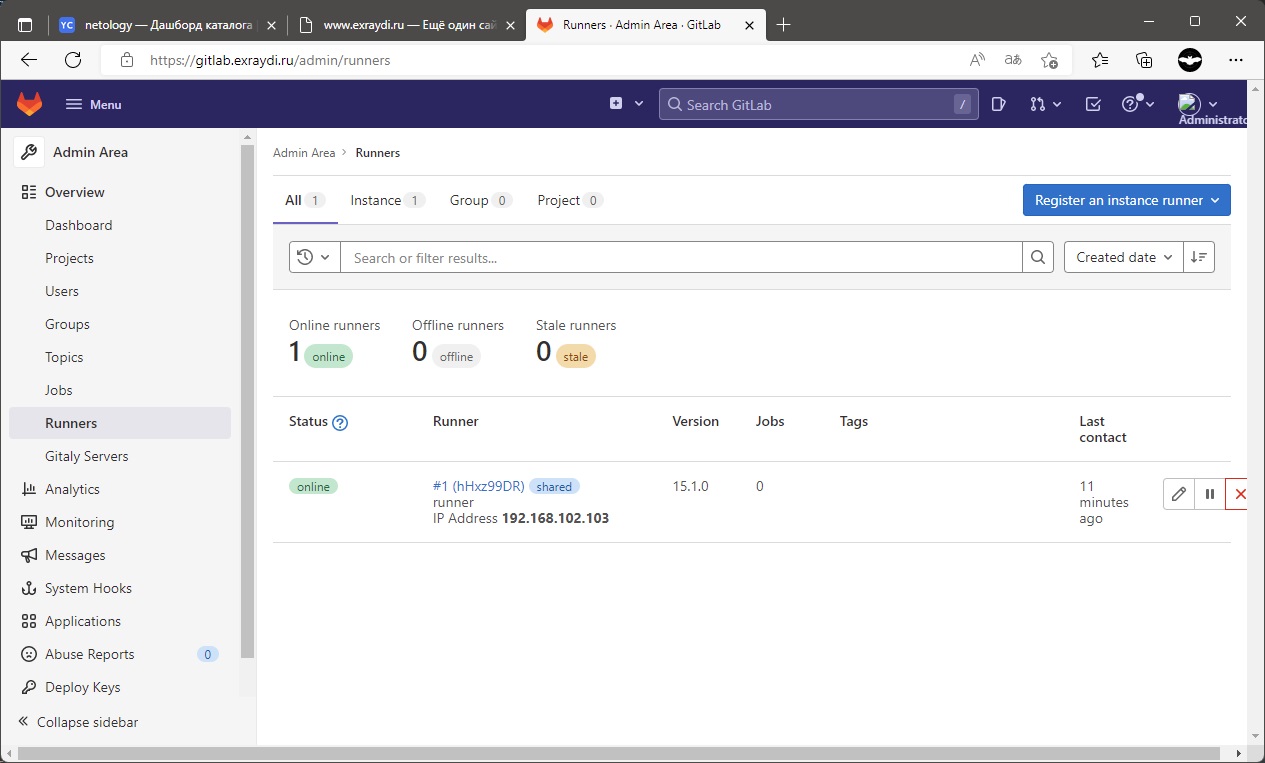 netology — Дашборд каталога
www.exraydi.ru — Ещё один сай
Runners · Admin Area · GitLab
https://gitlab.exraydi.ru/admin/runners
Menu
Search GitLab /
Administrato
Admin Area
Overview
Dashboard
Projects
Users
Groups
Topics
Jobs
Runners
Gitaly Servers
Analytics
Monitoring
Messages
System Hooks
Applications
Abuse Reports 0
Deploy Keys
Collapse sidebar
Admin Area > Runners
All 1 Instance 1 Group 0 Project 0
Register an instance runner
Search or filter results...
Created date
Online runners Offline runners Stale runners
1 online 0 offline 0 stale
Status Runner Version Jobs Tags Last
contact
online #1 (hHxz99DR) shared 15.1.0 0 11
runner minutes
IP Address 192.168.102.103 ago